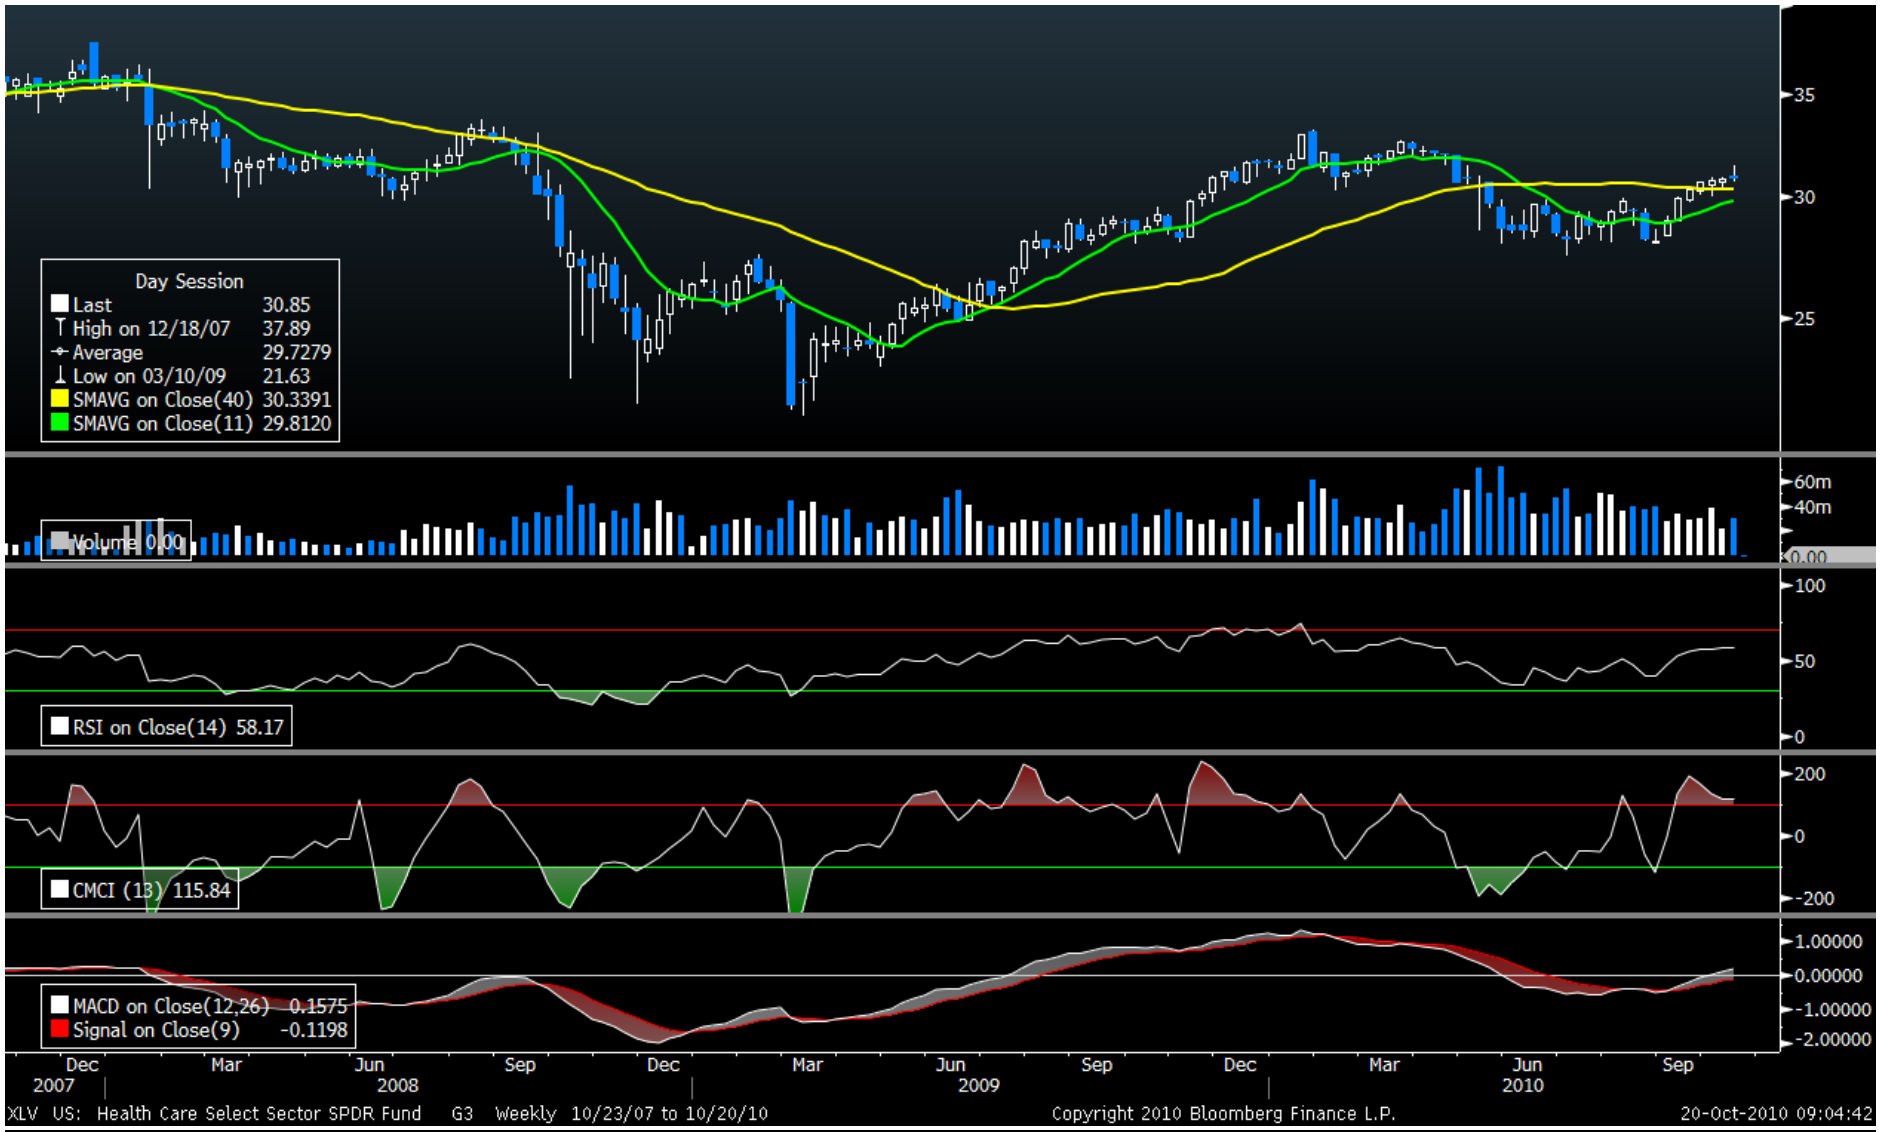 35
30
25
Day Session
Last 30.85
High on 12/18/07 37.89
Average 29.7279
Low on 03/10/09 21.63
SMAVG on Close(40) 30.3391
SMAVG on Close(11) 29.8120
60m
40m
0.00
Volume 0.00
100
50
0
RSI on Close(14) 58.17
200
0
-200
CMCI (13) 115.84
1.00000
0.00000
-1.00000
-2.00000
MACD on Close(12,26) 0.1575
Signal on Close(9) -0.1198
Dec Mar Jun Sep Dec Mar Jun Sep Dec Mar Jun Sep
2007 2008 2009 2010
XLV US: Health Care Select Sector SPDR Fund G3 Weekly 10/23/07 to 10/20/10 Copyright 2010 Bloomberg Finance L.P. 20-Oct-2010 09:04:42